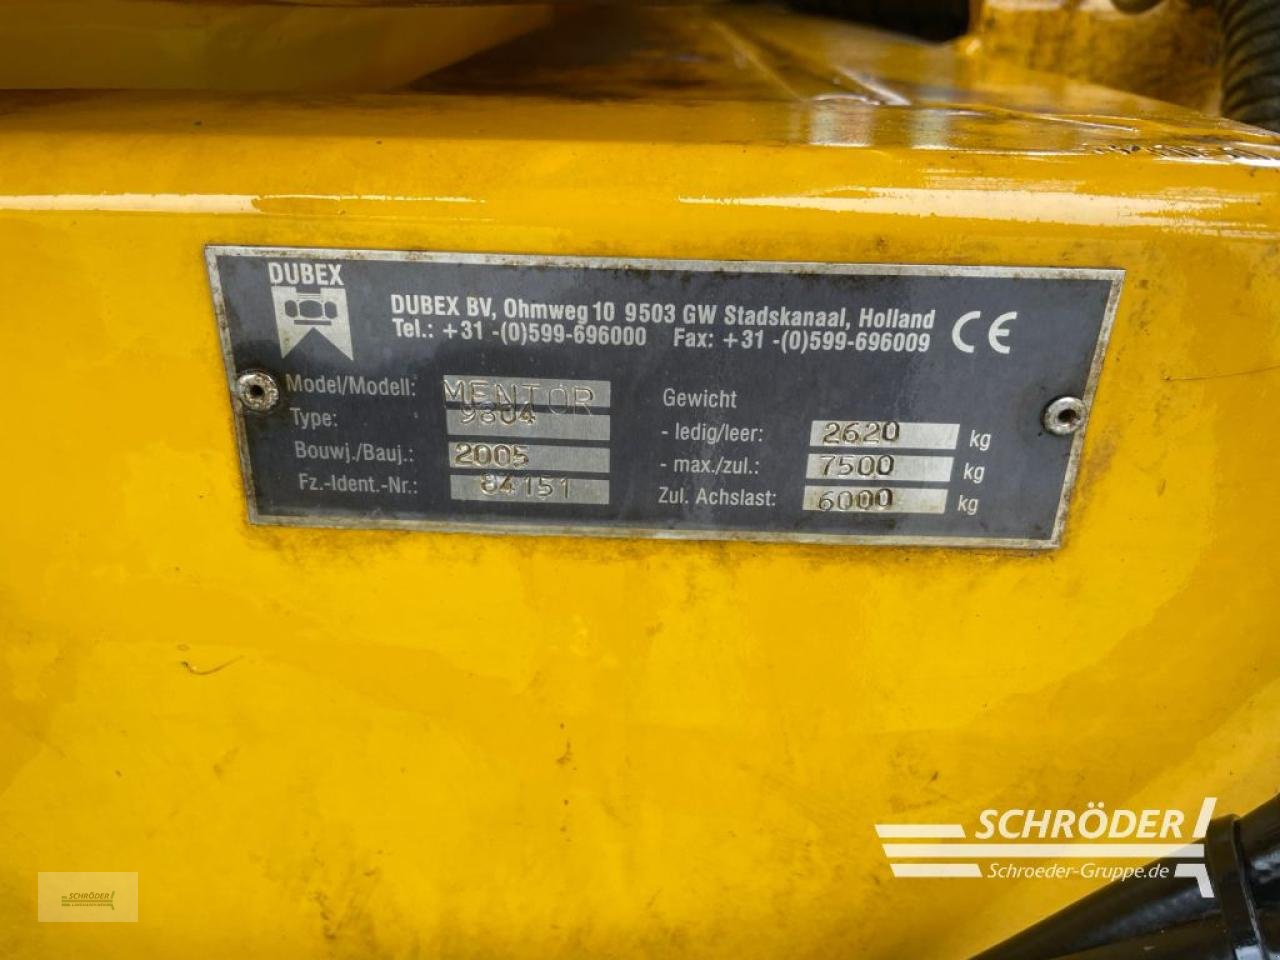 DUBEX
DUBEX BV, Ohmweg 10 9503 GW Stadskanaal, Holland
Tel.: +31 -(0)599-696000 Fax: +31 -(0)599-696009
CE
Model/Modell: MENTOR
Type: 9804
Bouwj./Bauj.: 2005
Fz.-Ident.-Nr.: 84151
Gewicht
- ledig/leer: 2620 kg
- max./zul.: 7500 kg
Zul. Achslast: 6000 kg
SCHRÖDER
Schroeder-Gruppe.de
SCHRÖDER